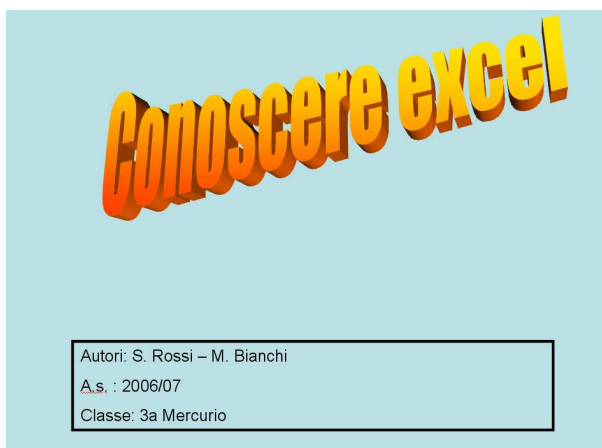 Conoscere excel
Autori: S. Rossi – M. Bianchi
A.s. : 2006/07
Classe: 3a Mercurio